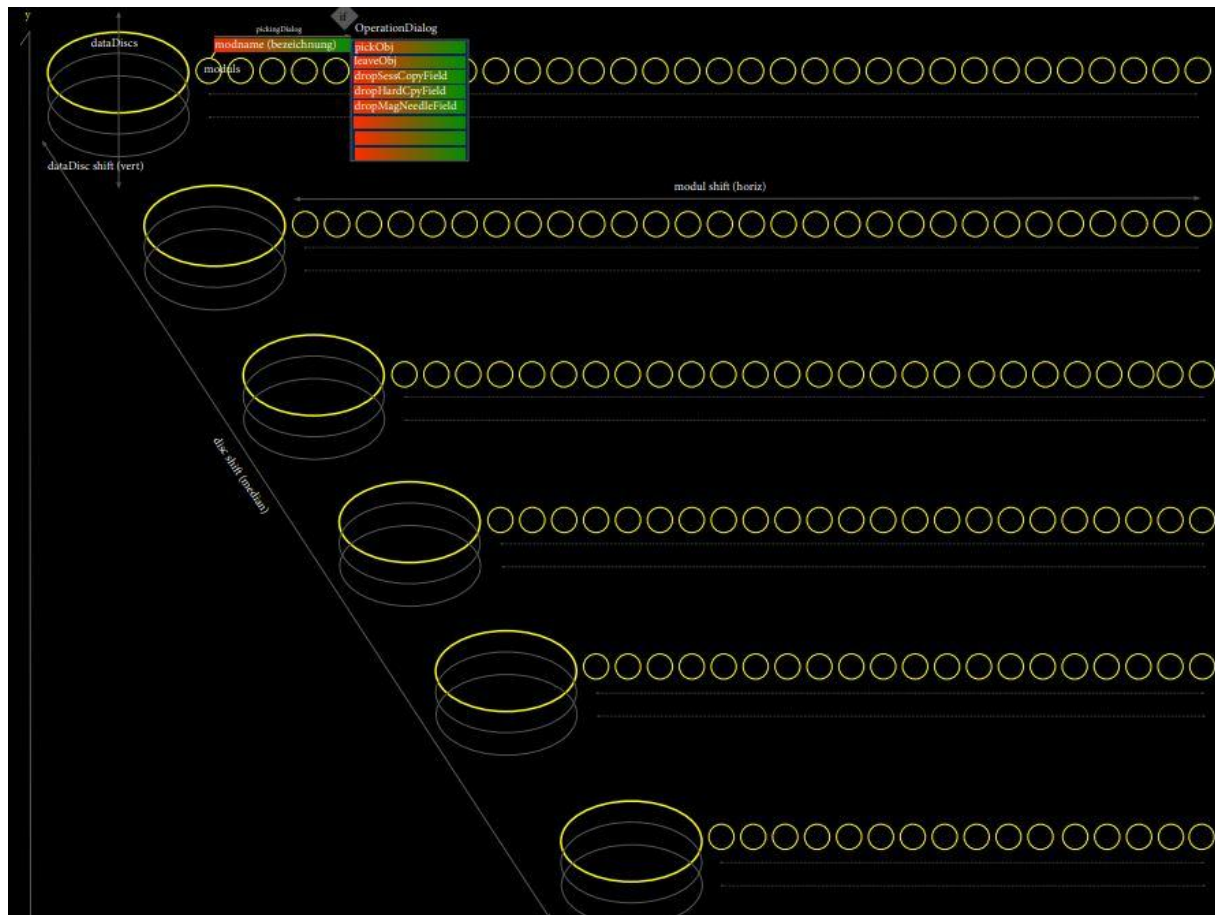 y
if
pickingDialog
OperationDialog
dataDiscs
modname (bezeichnung)
pickObj
leaveObj
moduls
dropSessCopyField
dropHardCpyField
dropMagNeedleField
dataDisc shift (vert)
modul shift (horiz)
disc shift (median)